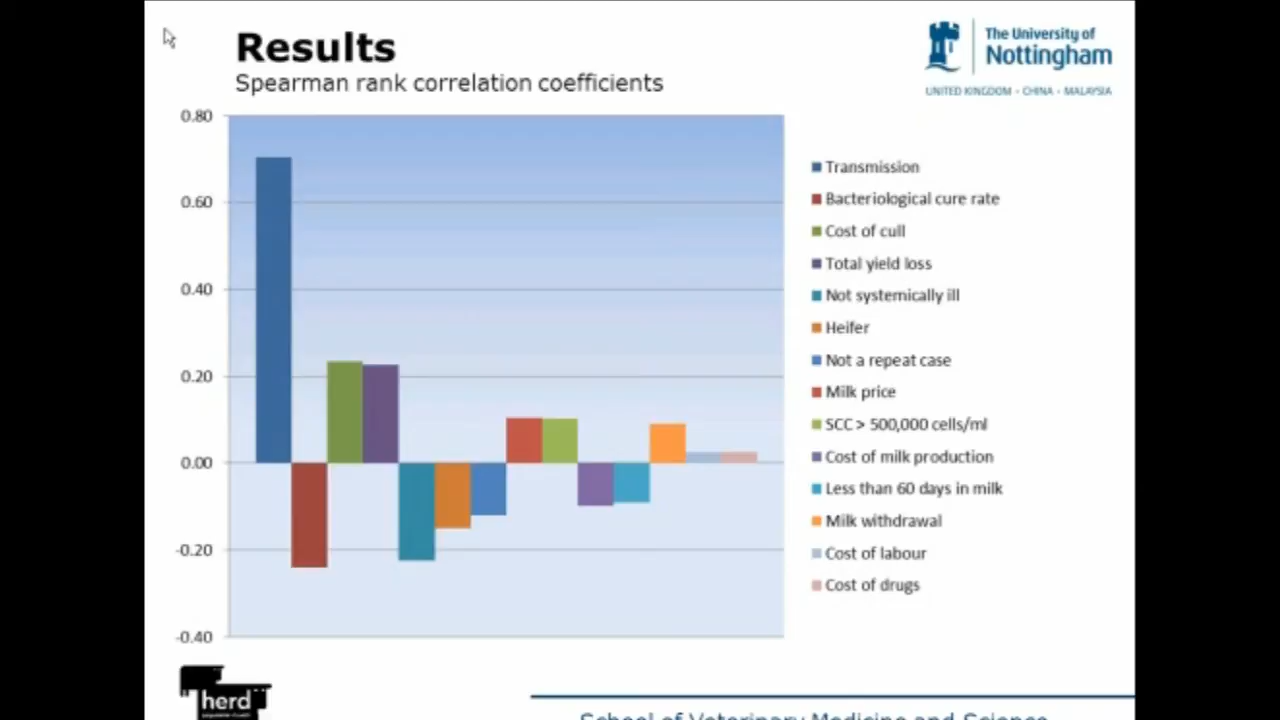 Results
Spearman rank correlation coefficients
The University of
Nottingham
UNITED KINGDOM · CHINA · MALAYSIA
0.80
0.60
0.40
0.20
0.00
-0.20
-0.40
Transmission
Bacteriological cure rate
Cost of cull
Total yield loss
Not systemically ill
Heifer
Not a repeat case
Milk price
SCC > 500,000 cells/ml
Cost of milk production
Less than 60 days in milk
Milk withdrawal
Cost of labour
Cost of drugs
herd
School of Veterinary Medicine and Science